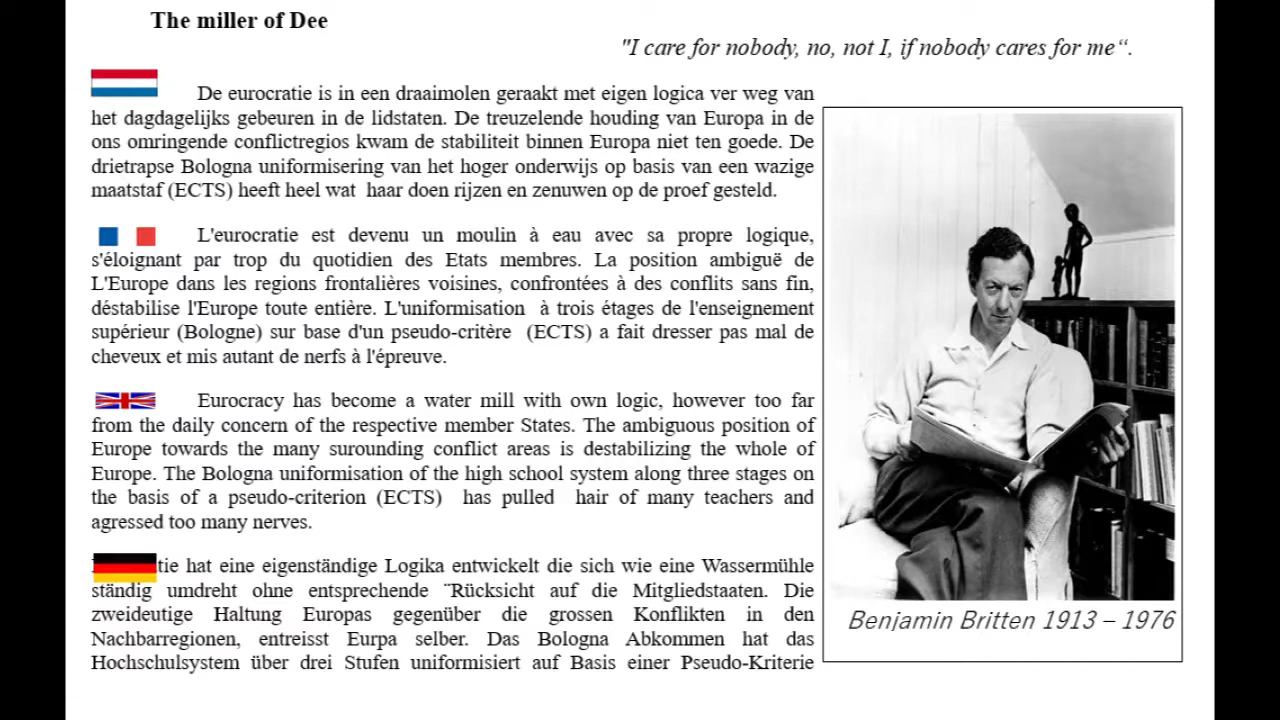 The miller of Dee
"I care for nobody, no, not I, if nobody cares for me“.
De eurocratie is in een draaimolen geraakt met eigen logica ver weg van
het dagdagelijks gebeuren in de lidstaten. De treuzelende houding van Europa in de
ons omringende conflictregios kwam de stabiliteit binnen Europa niet ten goede. De
drietrapse Bologna uniformisering van het hoger onderwijs op basis van een wazige
maatstaf (ECTS) heeft heel wat haar doen rijzen en zenuwen op de proef gesteld.
L'eurocratie est devenu un moulin à eau avec sa propre logique,
s'éloignant par trop du quotidien des Etats membres. La position ambiguë de
L'Europe dans les regions frontalières voisines, confrontées à des conflits sans fin,
déstabilise l'Europe toute entière. L'uniformisation à trois étages de l'enseignement
supérieur (Bologne) sur base d'un pseudo-critère (ECTS) a fait dresser pas mal de
cheveux et mis autant de nerfs à l'épreuve.
Eurocracy has become a water mill with own logic, however too far
from the daily concern of the respective member States. The ambiguous position of
Europe towards the many surounding conflict areas is destabilizing the whole of
Europe. The Bologna uniformisation of the high school system along three stages on
the basis of a pseudo-criterion (ECTS) has pulled hair of many teachers and
agressed too many nerves.
tie hat eine eigenständige Logika entwickelt die sich wie eine Wassermühle
ständig umdreht ohne entsprechende ¨Rücksicht auf die Mitgliedstaaten. Die
zweideutige Haltung Europas gegenüber die grossen Konflikten in den
Nachbarregionen, entreisst Eurpa selber. Das Bologna Abkommen hat das
Hochschulsystem über drei Stufen uniformisiert auf Basis einer Pseudo-Kriterie
Benjamin Britten 1913 – 1976